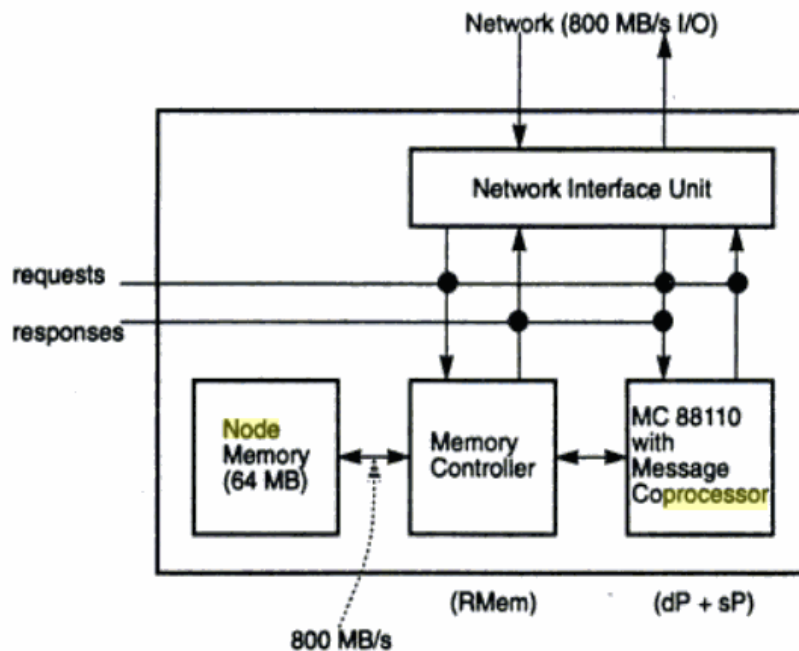 Network (800 MB/s I/O)
Network Interface Unit
requests
responses
Node
Memory
(64 MB)
Memory
Controller
MC 88110
with
Message
Coprocessor
(RMem)
(dP + sP)
800 MB/s